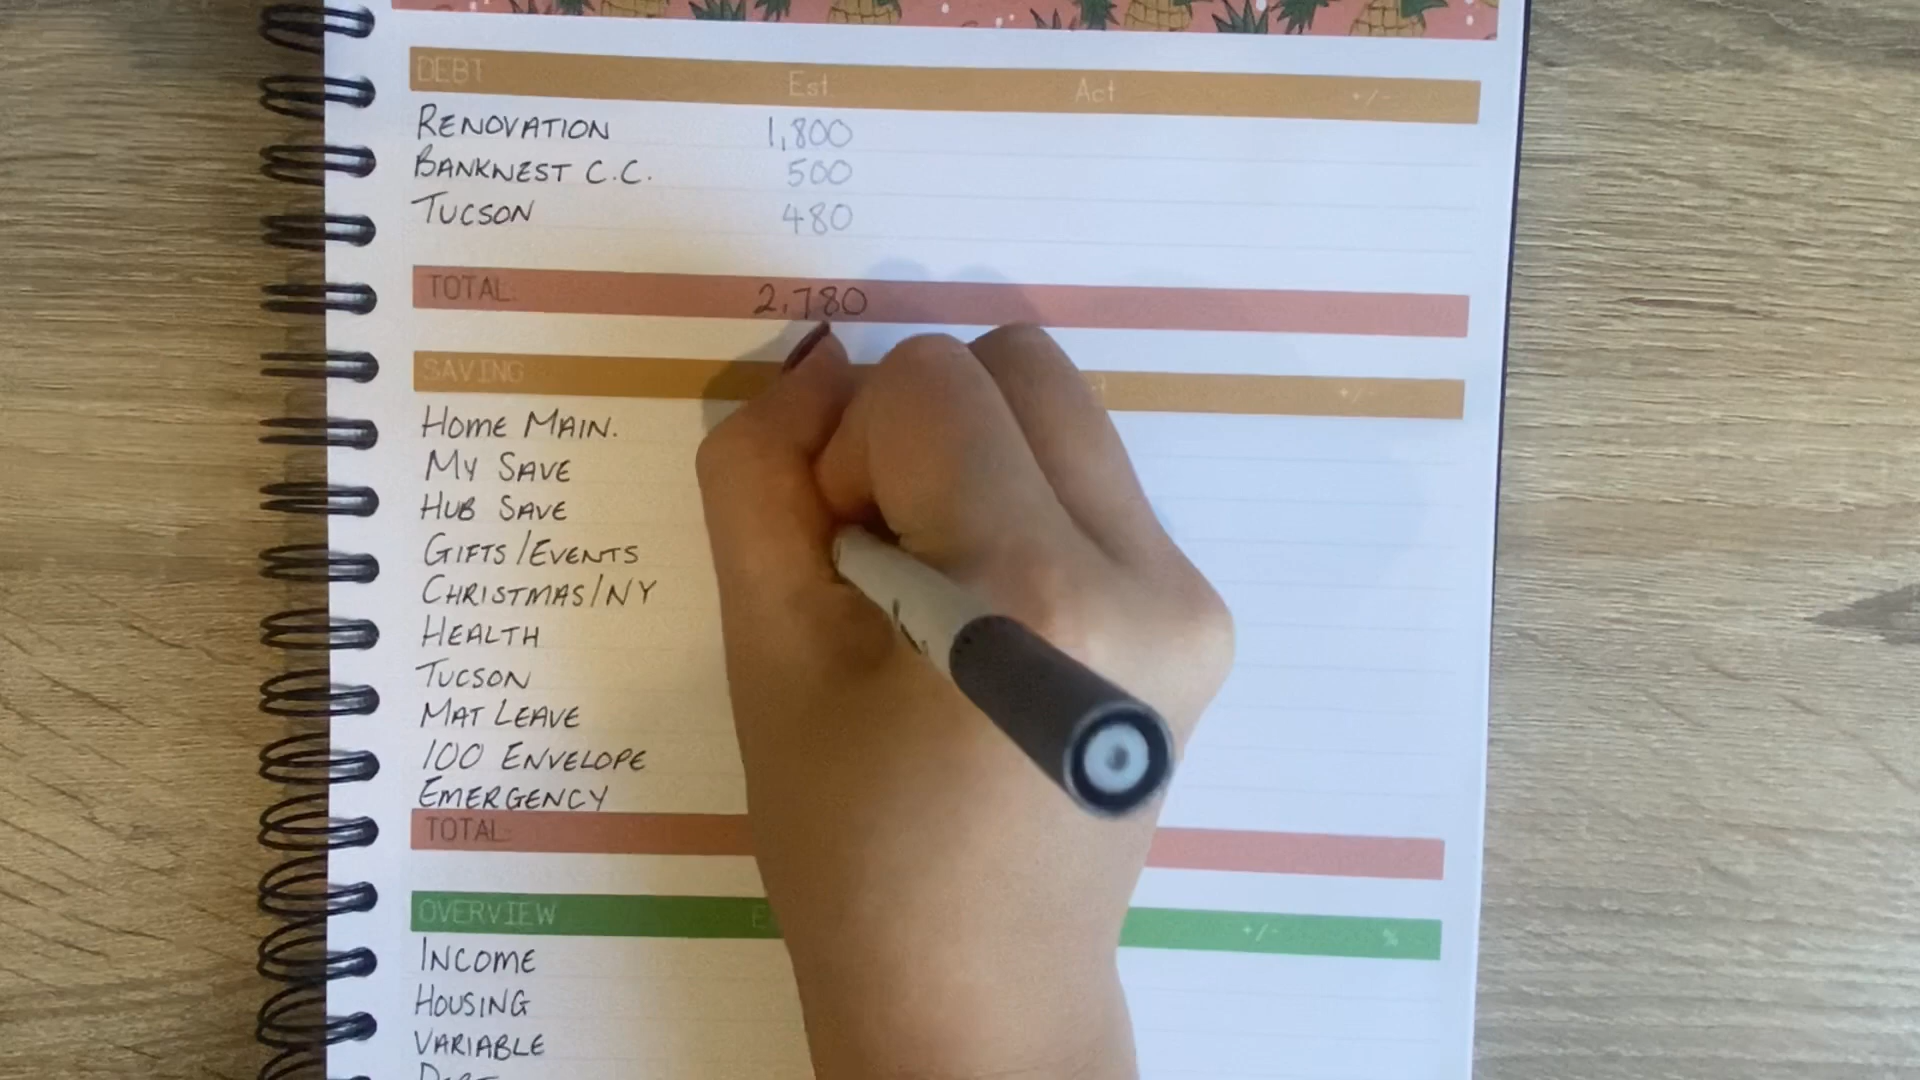 DEBT Est. Act +/-
RENOVATION 1,800
BANKNEST C.C. 500
TUCSON 480
TOTAL 2,780
SAVING +/-
HOME MAIN.
MY SAVE
HUB SAVE
GIFTS/EVENTS
CHRISTMAS/NY
HEALTH
TUCSON
MAT LEAVE
100 ENVELOPE
EMERGENCY
TOTAL
OVERVIEW +/- %
INCOME
HOUSING
VARIABLE